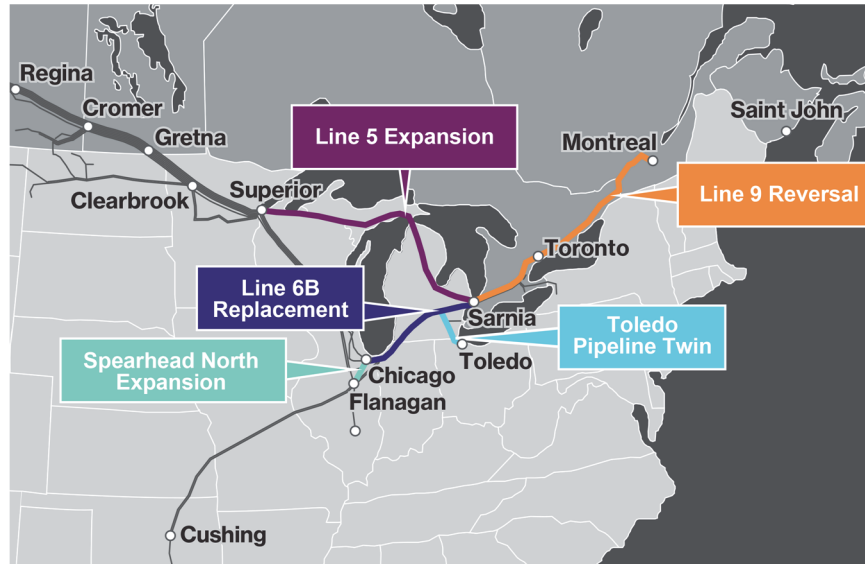 Regina
Cromer
Gretna
Clearbrook
Superior
Line 5 Expansion
Montreal
Saint John
Line 9 Reversal
Toronto
Line 6B
Replacement
Sarnia
Toledo
Pipeline Twin
Spearhead North
Expansion
Chicago
Toledo
Flanagan
Cushing